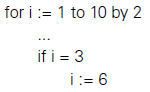 for i := 1 to 10 by 2
...
if i = 3
i := 6